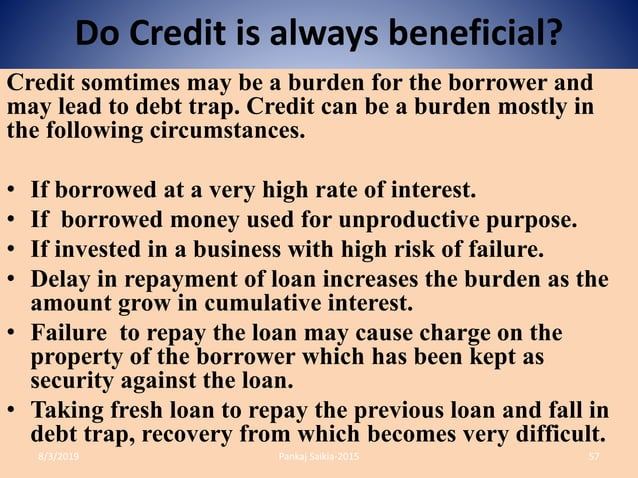 Do Credit is always beneficial?
Credit somtimes may be a burden for the borrower and
may lead to debt trap. Credit can be a burden mostly in
the following circumstances.
• If borrowed at a very high rate of interest.
• If borrowed money used for unproductive purpose.
• If invested in a business with high risk of failure.
• Delay in repayment of loan increases the burden as the
amount grow in cumulative interest.
• Failure to repay the loan may cause charge on the
property of the borrower which has been kept as
security against the loan.
• Taking fresh loan to repay the previous loan and fall in
debt trap, recovery from which becomes very difficult.
8/3/2019 Pankaj Saikia-2015 57